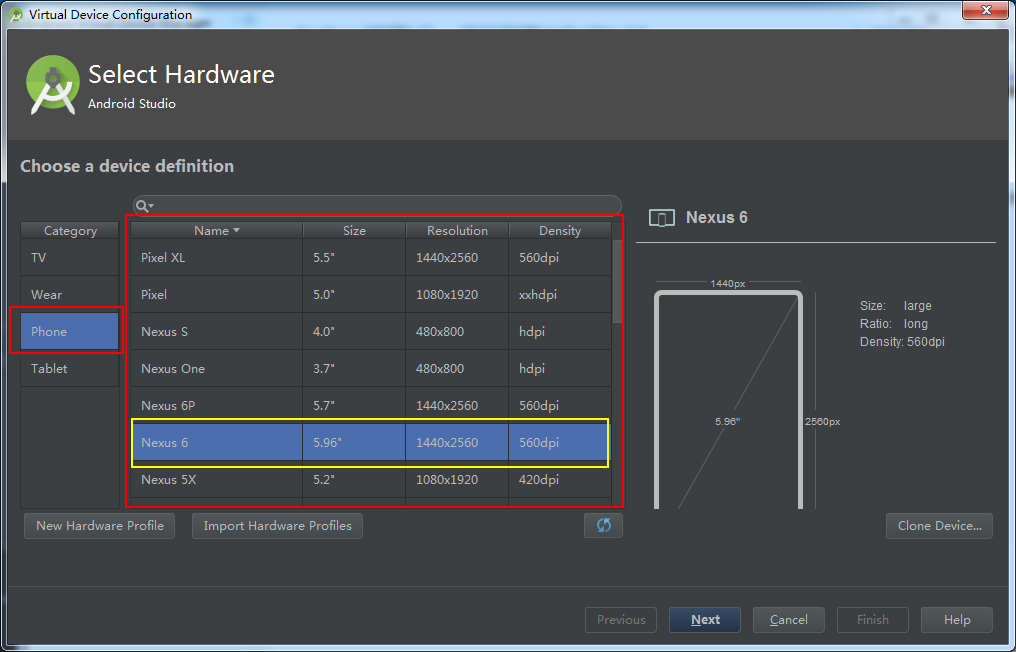 Virtual Device Configuration
Select Hardware
Android Studio
Choose a device definition
Category
TV
Wear
Phone
Tablet
Name Size Resolution Density
Pixel XL 5.5" 1440x2560 560dpi
Pixel 5.0" 1080x1920 xxhdpi
Nexus S 4.0" 480x800 hdpi
Nexus One 3.7" 480x800 hdpi
Nexus 6P 5.7" 1440x2560 560dpi
Nexus 6 5.96" 1440x2560 560dpi
Nexus 5X 5.2" 1080x1920 420dpi
New Hardware Profile Import Hardware Profiles
Nexus 6
1440px
5.96"
2560px
Size: large
Ratio: long
Density: 560dpi
Clone Device...
Previous Next Cancel Finish Help